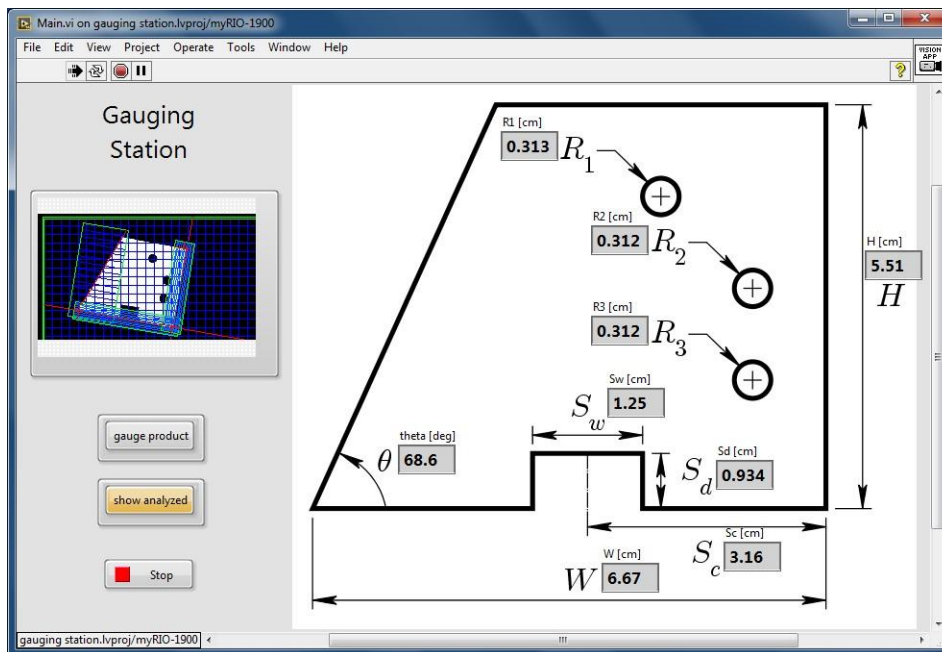 Main.vi on gauging station.lvproj/myRIO-1900
File Edit View Project Operate Tools Window Help
VISION
APP
Gauging
Station
gauge product
show analyzed
Stop
R1 [cm]
0.313 R1
R2 [cm]
0.312 R2
R3 [cm]
0.312 R3
H [cm]
5.51
H
Sw [cm]
Sw 1.25
theta [deg]
θ 68.6
Sd [cm]
Sd 0.934
Sc [cm]
Sc 3.16
W [cm]
W 6.67
gauging station.lvproj/myRIO-1900